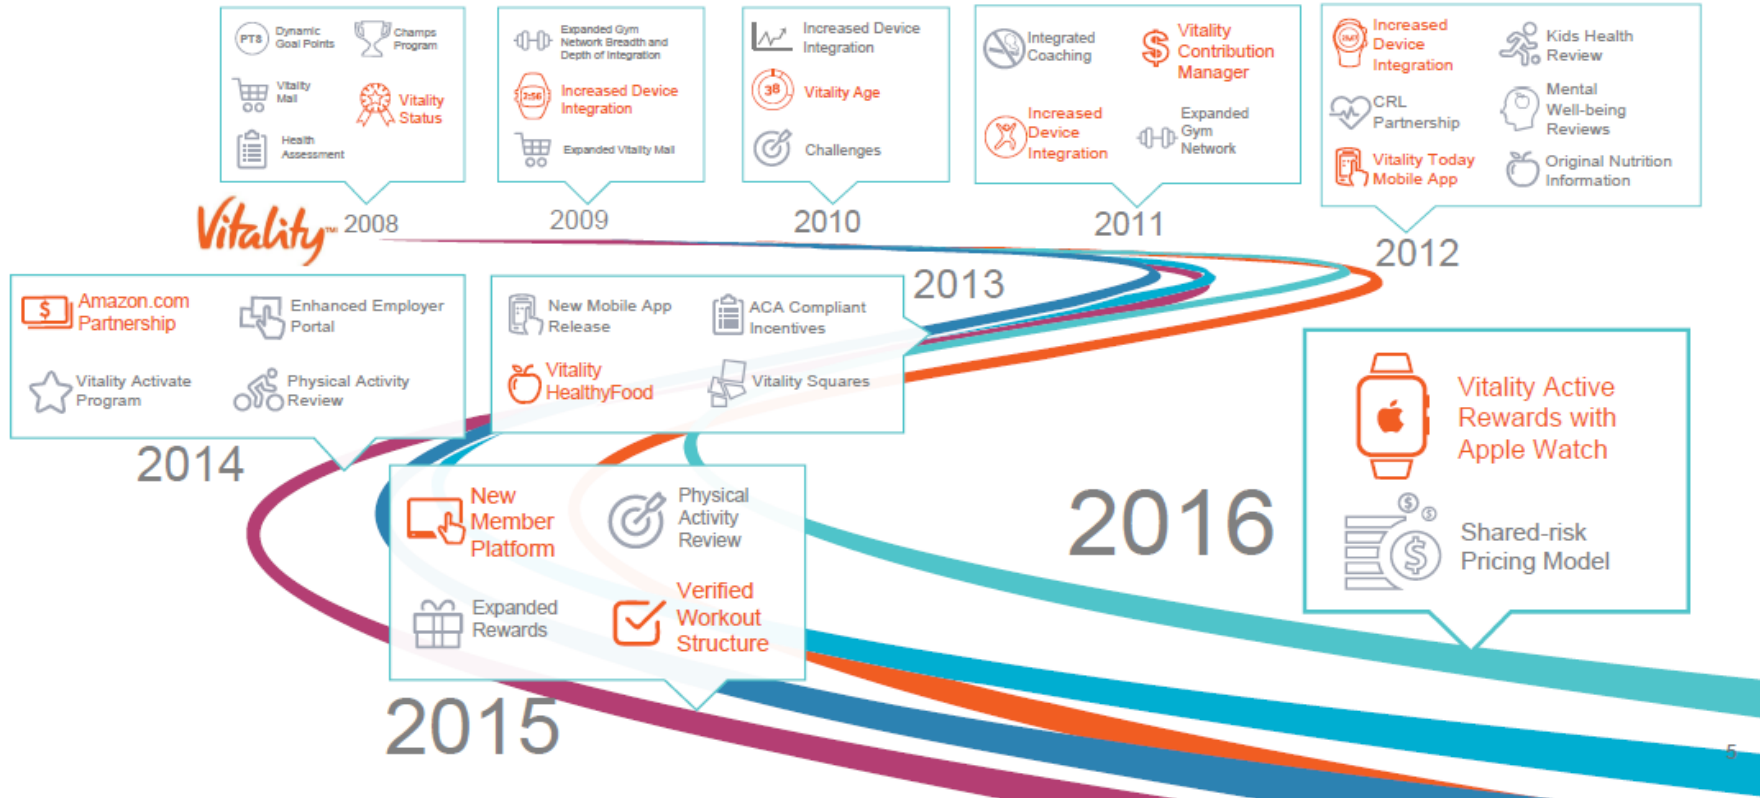 PTS
Dynamic
Goal Points
Champs
Program
Vitality
Mall
Vitality
Status
Health
Assessment
Expanded Gym
Network Breadth and
Depth of Integration
2:56
Increased Device
Integration
Expanded Vitality Mall
Increased Device
Integration
38
Vitality Age
Challenges
Integrated
Coaching
$
Vitality
Contribution
Manager
Increased
Device
Integration
Expanded
Gym
Network
Increased
Device
Integration
Kids Health
Review
CRL
Partnership
Mental
Well-being
Reviews
Vitality Today
Mobile App
Original Nutrition
Information
Vitality™
2008
2009
2010
2011
2012
2013
$
Amazon.com
Partnership
Enhanced Employer
Portal
Vitality Activate
Program
Physical Activity
Review
2014
New Mobile App
Release
ACA Compliant
Incentives
Vitality
HealthyFood
Vitality Squares
New
Member
Platform
Physical
Activity
Review
Expanded
Rewards
Verified
Workout
Structure
2015
2016
Vitality Active
Rewards with
Apple Watch
$
$
$
Shared-risk
Pricing Model
5